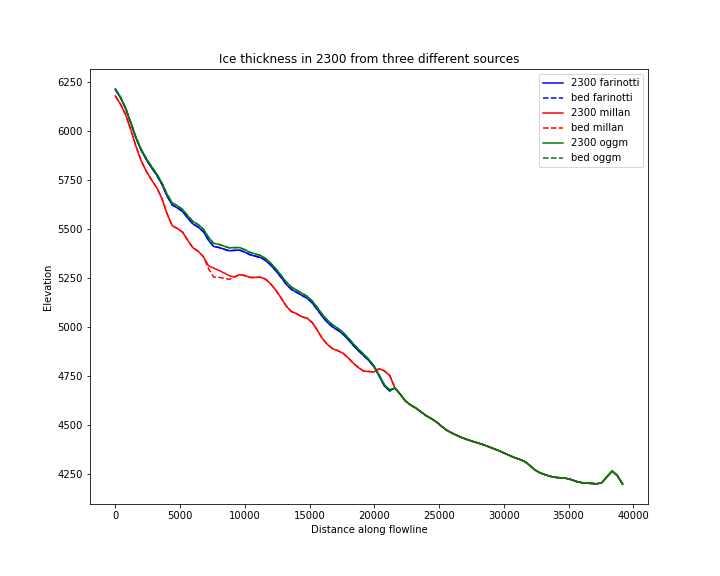 Ice thickness in 2300 from three different sources
2300 farinotti
bed farinotti
2300 millan
bed millan
2300 oggm
bed oggm
6250
6000
5750
5500
5250
5000
4750
4500
4250
Elevation
0 5000 10000 15000 20000 25000 30000 35000 40000
Distance along flowline